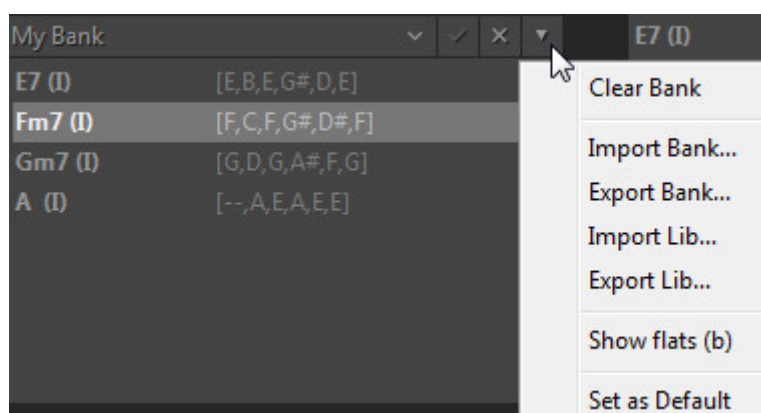 My Bank
E7 (I)
E7 (I) [E,B,E,G#,D,E]
Fm7 (I) [F,C,F,G#,D#,F]
Gm7 (I) [G,D,G,A#,F,G]
A (I) [--,A,E,A,E,E]
Clear Bank
Import Bank...
Export Bank...
Import Lib...
Export Lib...
Show flats (b)
Set as Default